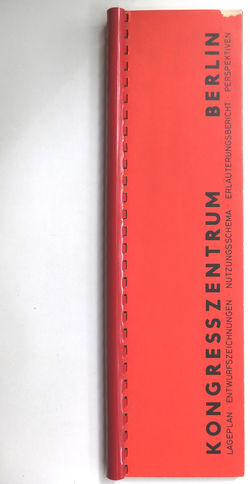 KONGRESSZENTRUM BERLIN
LAGEPLAN · ENTWURFSZEICHNUNGEN · NUTZUNGSSCHEMA · ERLÄUTERUNGSBERICHT · PERSPEKTIVEN